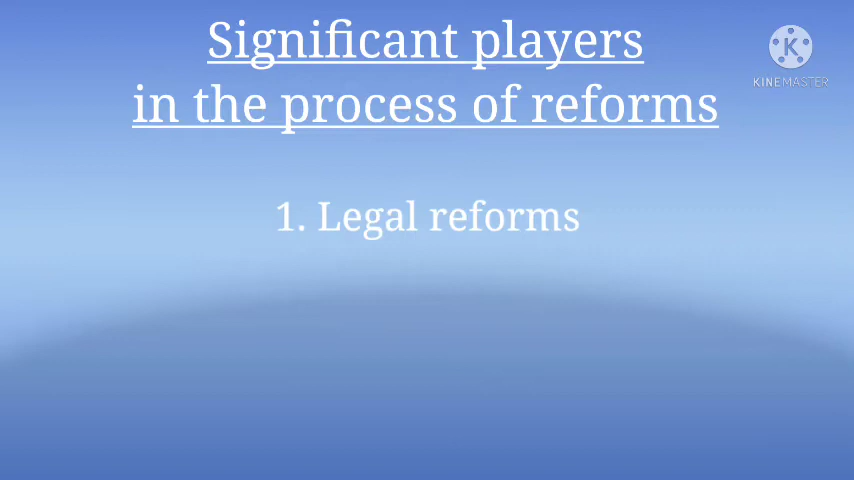 Significant players
in the process of reforms
K
KINEMASTER
1. Legal reforms